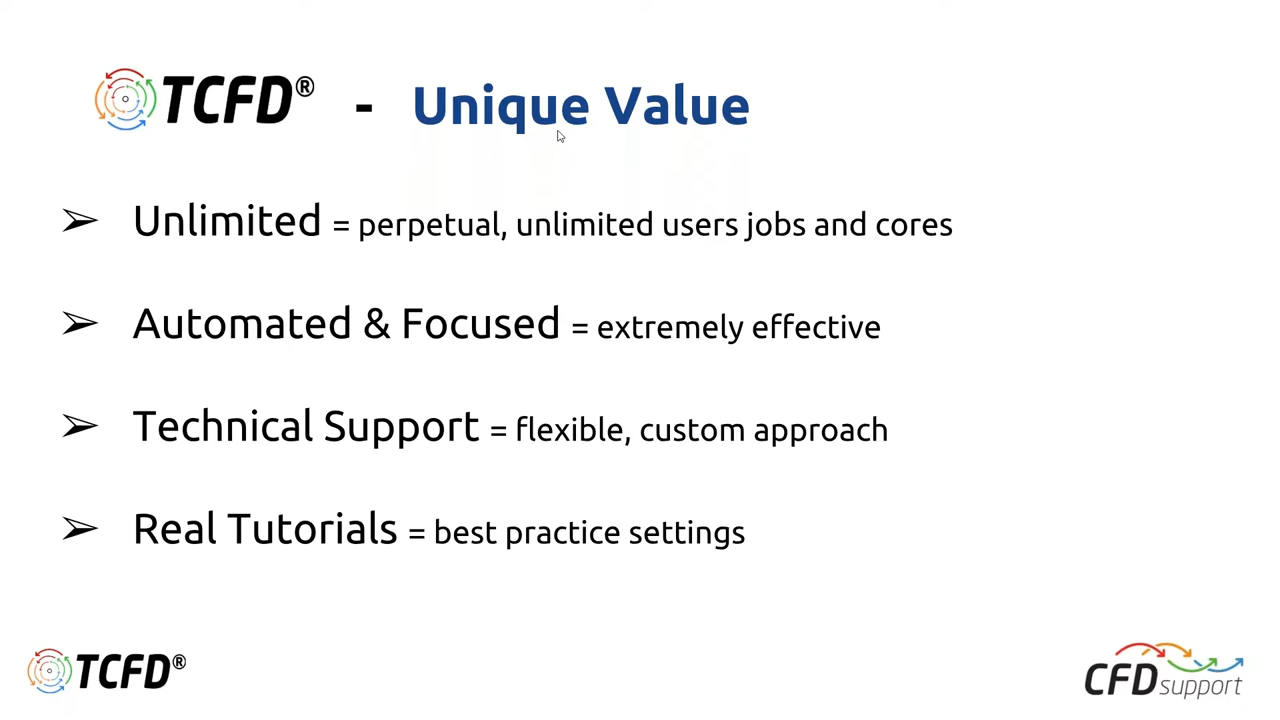 TCFD® - Unique Value
➢ Unlimited = perpetual, unlimited users jobs and cores
➢ Automated & Focused = extremely effective
➢ Technical Support = flexible, custom approach
➢ Real Tutorials = best practice settings
TCFD®
CFD support